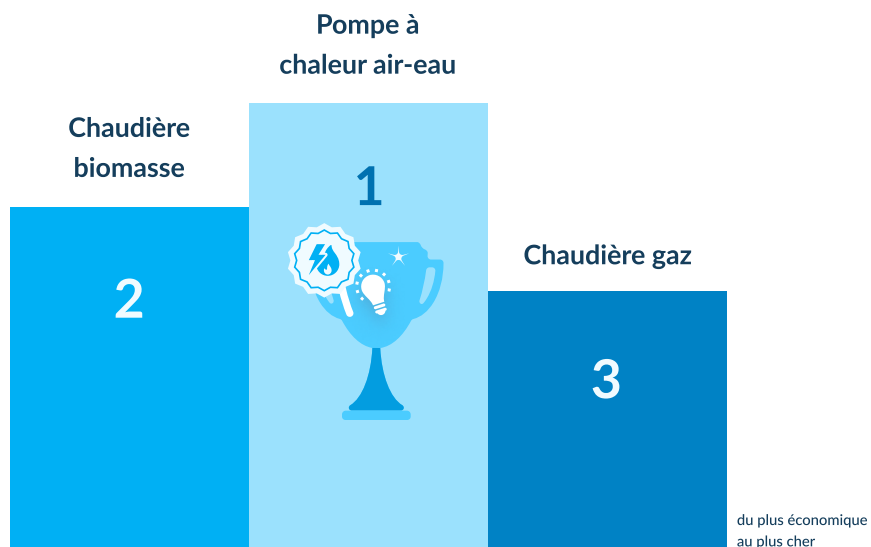 Pompe à
chaleur air-eau
Chaudière
biomasse
1
Chaudière gaz
2
3
du plus économique
au plus cher